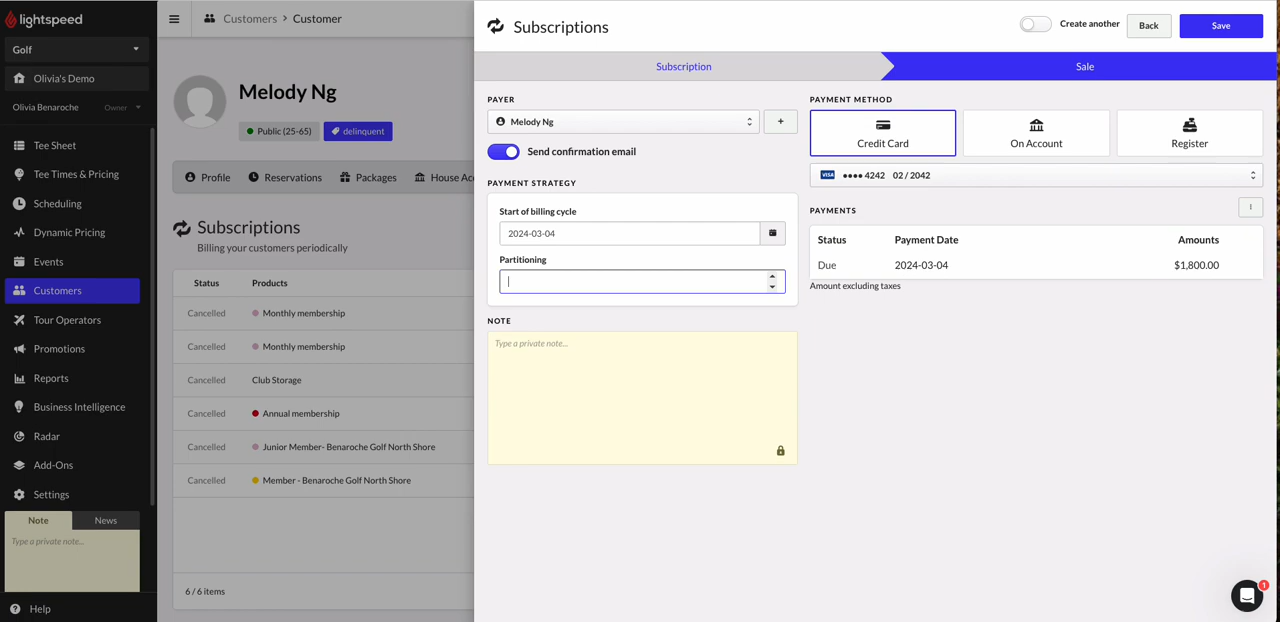 lightspeed
Golf
Olivia's Demo
Olivia Benaroche Owner
Tee Sheet
Tee Times & Pricing
Scheduling
Dynamic Pricing
Events
Customers
Tour Operators
Promotions
Reports
Business Intelligence
Radar
Add-Ons
Settings
Note News
Type a private note...
Help
Customers > Customer
Melody Ng
Public (25-65) delinquent
Profile Reservations Packages House Acc
Subscriptions
Billing your customers periodically
Status Products
Cancelled Monthly membership
Cancelled Monthly membership
Cancelled Club Storage
Cancelled Annual membership
Cancelled Junior Member- Benaroche Golf North Shore
Cancelled Member - Benaroche Golf North Shore
6 / 6 items
Subscriptions
Create another Back Save
Subscription Sale
PAYER
Melody Ng +
Send confirmation email
PAYMENT STRATEGY
Start of billing cycle
2024-03-04
Partitioning
NOTE
Type a private note...
PAYMENT METHOD
Credit Card On Account Register
VISA •••• 4242 02 / 2042
PAYMENTS
Status Payment Date Amounts
Due 2024-03-04 $1,800.00
Amount excluding taxes
1